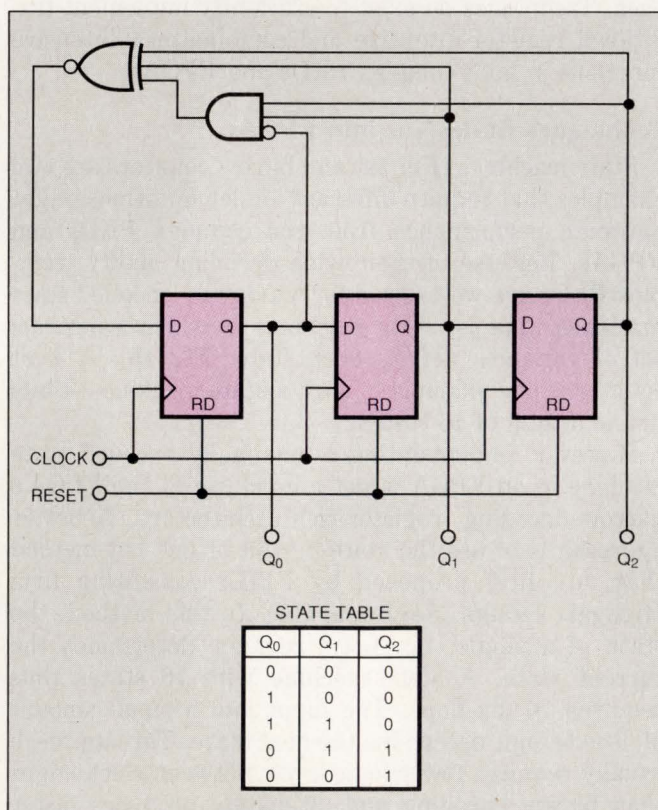 D Q D Q D Q
RD RD RD
CLOCK
RESET
Q₀ Q₁ Q₂
STATE TABLE
Q₀ Q₁ Q₂
0 0 0
1 0 0
1 1 0
0 1 1
0 0 1